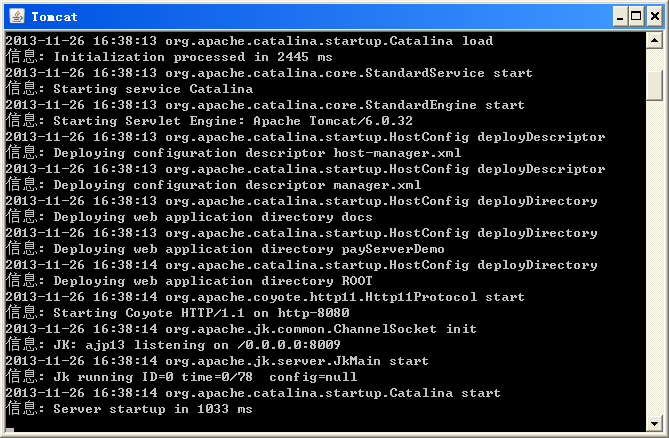 Tomcat
2013-11-26 16:38:13 org.apache.catalina.startup.Catalina load
信息: Initialization processed in 2445 ms
2013-11-26 16:38:13 org.apache.catalina.core.StandardService start
信息: Starting service Catalina
2013-11-26 16:38:13 org.apache.catalina.core.StandardEngine start
信息: Starting Servlet Engine: Apache Tomcat/6.0.32
2013-11-26 16:38:13 org.apache.catalina.startup.HostConfig deployDescriptor
信息: Deploying configuration descriptor host-manager.xml
2013-11-26 16:38:13 org.apache.catalina.startup.HostConfig deployDescriptor
信息: Deploying configuration descriptor manager.xml
2013-11-26 16:38:13 org.apache.catalina.startup.HostConfig deployDirectory
信息: Deploying web application directory docs
2013-11-26 16:38:13 org.apache.catalina.startup.HostConfig deployDirectory
信息: Deploying web application directory payServerDemo
2013-11-26 16:38:14 org.apache.catalina.startup.HostConfig deployDirectory
信息: Deploying web application directory ROOT
2013-11-26 16:38:14 org.apache.coyote.http11.Http11Protocol start
信息: Starting Coyote HTTP/1.1 on http-8080
2013-11-26 16:38:14 org.apache.jk.common.ChannelSocket init
信息: JK: ajp13 listening on /0.0.0.0:8009
2013-11-26 16:38:14 org.apache.jk.server.JkMain start
信息: Jk running ID=0 time=0/78  config=null
2013-11-26 16:38:14 org.apache.catalina.startup.Catalina start
信息: Server startup in 1033 ms